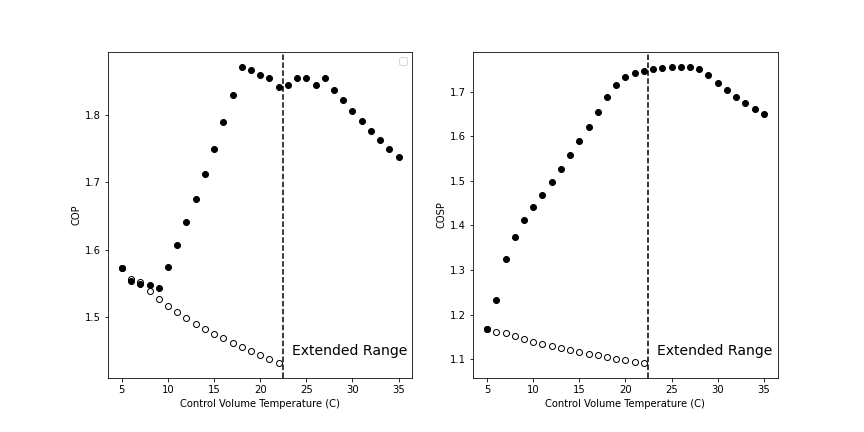 1.8
1.7
1.6
1.5
COP
Extended Range
5 10 15 20 25 30 35
Control Volume Temperature (C)
1.7
1.6
1.5
1.4
1.3
1.2
1.1
COSP
Extended Range
5 10 15 20 25 30 35
Control Volume Temperature (C)